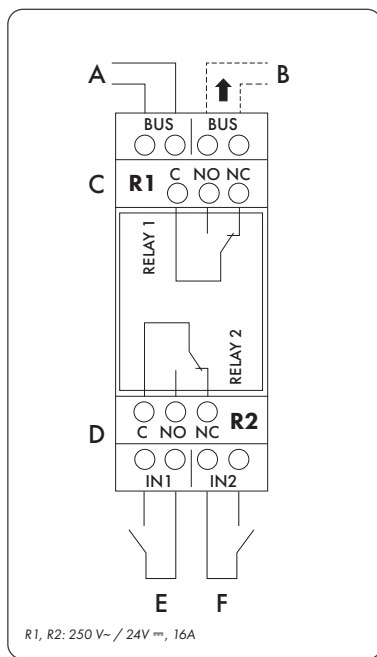 A B
BUS BUS
C R1 C NO NC
RELAY 1
RELAY 2
D C NO NC R2
IN1 IN2
E F
R1, R2: 250 V~ / 24V ⎓, 16A